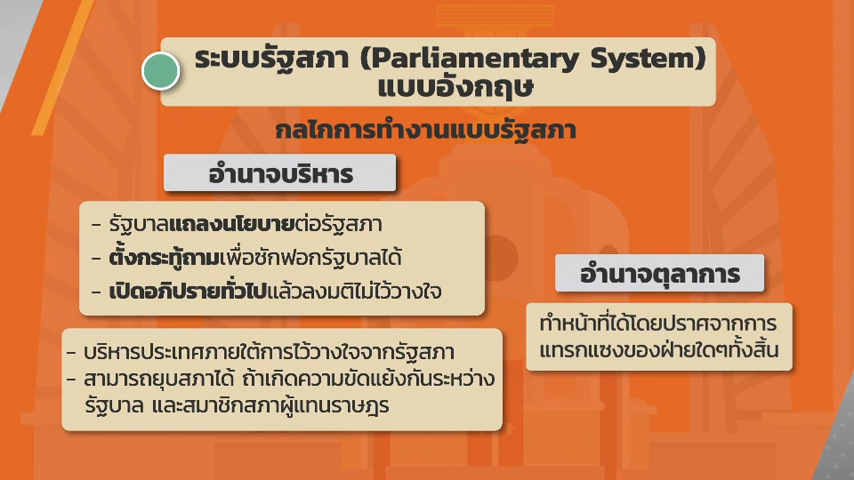 ระบบรัฐสภา (Parliamentary System)
แบบอังกฤษ
กลไกการทำงานแบบรัฐสภา
อำนาจบริหาร
- รัฐบาลแถลงนโยบายต่อรัฐสภา
- ตั้งกระทู้ถามเพื่อซักฟอกรัฐบาลได้
- เปิดอภิปรายทั่วไปแล้วลงมติไม่ไว้วางใจ
- บริหารประเทศภายใต้การไว้วางใจจากรัฐสภา
- สามารถยุบสภาได้ ถ้าเกิดความขัดแย้งกันระหว่าง
รัฐบาล และสมาชิกสภาผู้แทนราษฎร
อำนาจตุลาการ
ทำหน้าที่ได้โดยปราศจากการ
แทรกแซงของฝ่ายใดๆทั้งสิ้น